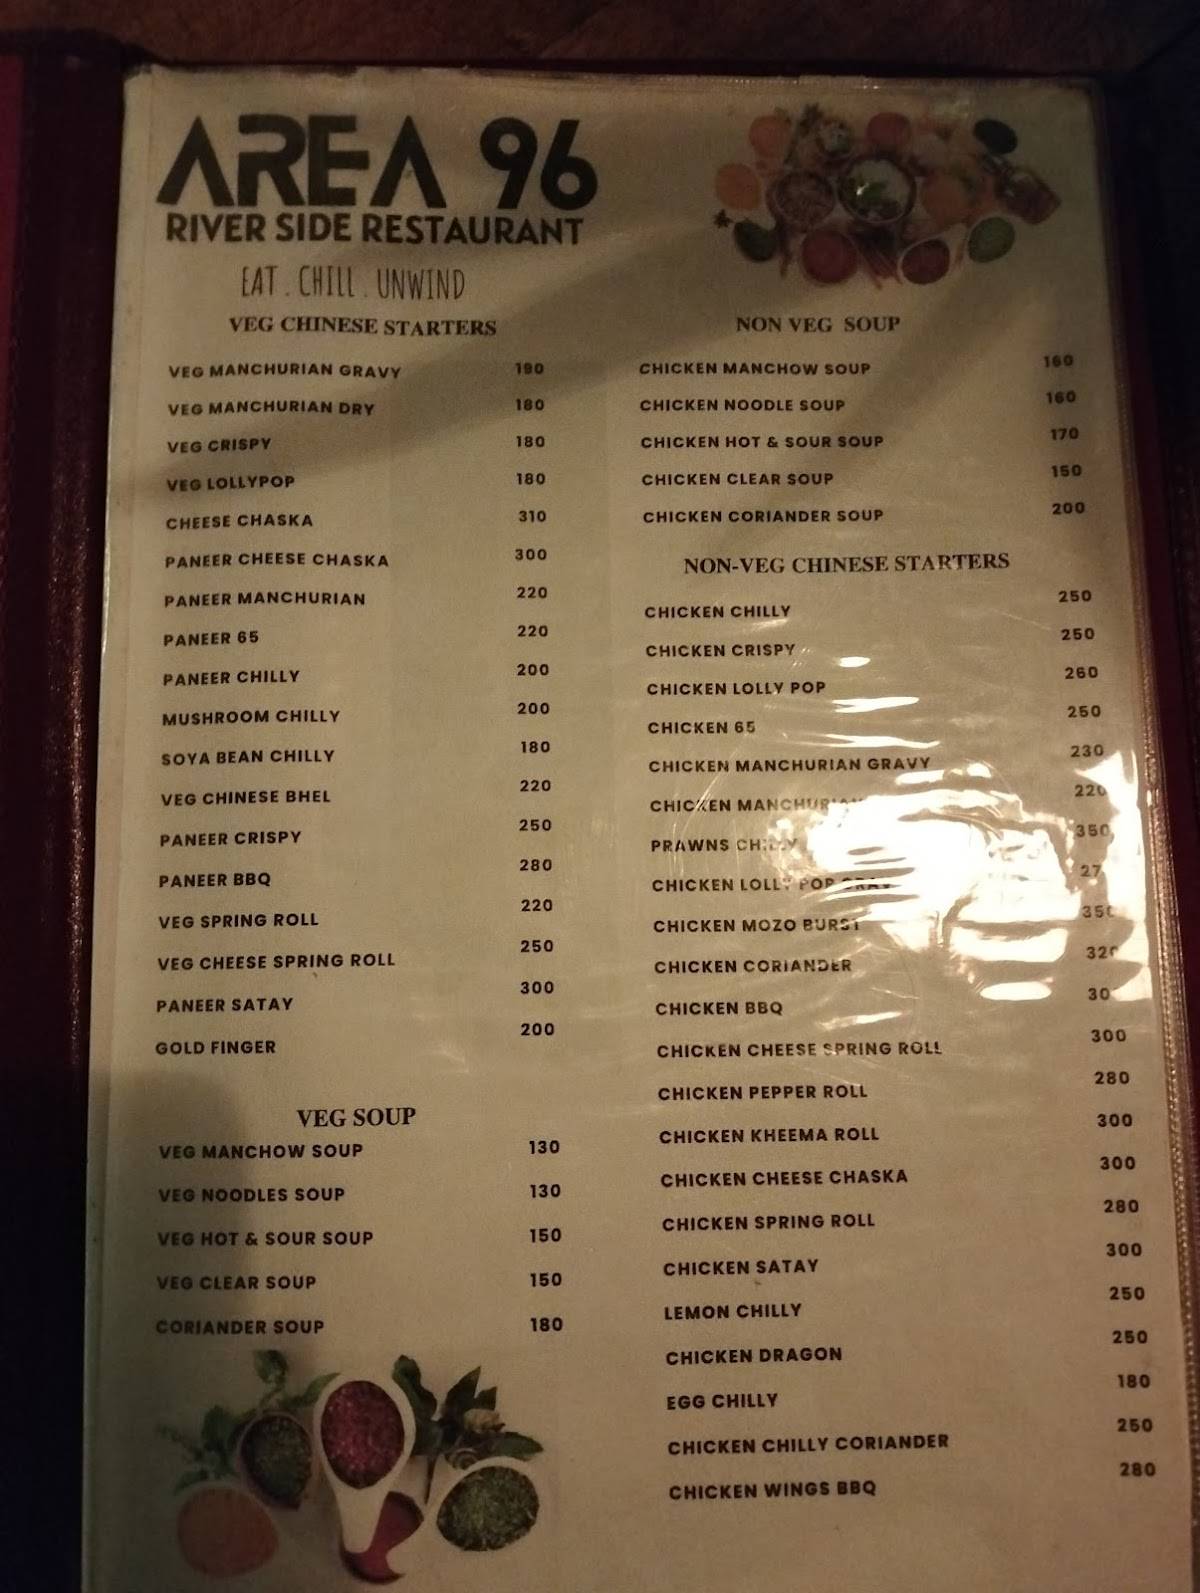 AREA 96
RIVER SIDE RESTAURANT
EAT . CHILL . UNWIND
VEG CHINESE STARTERS
VEG MANCHURIAN GRAVY 190
VEG MANCHURIAN DRY 180
VEG CRISPY 180
VEG LOLLYPOP 180
CHEESE CHASKA 310
PANEER CHEESE CHASKA 300
PANEER MANCHURIAN 220
PANEER 65 220
PANEER CHILLY 200
MUSHROOM CHILLY 200
SOYA BEAN CHILLY 180
VEG CHINESE BHEL 220
PANEER CRISPY 250
PANEER BBQ 280
VEG SPRING ROLL 220
VEG CHEESE SPRING ROLL 250
PANEER SATAY 300
GOLD FINGER 200
VEG SOUP
VEG MANCHOW SOUP 130
VEG NOODLES SOUP 130
VEG HOT & SOUR SOUP 150
VEG CLEAR SOUP 150
CORIANDER SOUP 180
NON VEG SOUP
CHICKEN MANCHOW SOUP 160
CHICKEN NOODLE SOUP 160
CHICKEN HOT & SOUR SOUP 170
CHICKEN CLEAR SOUP 150
CHICKEN CORIANDER SOUP 200
NON-VEG CHINESE STARTERS
CHICKEN CHILLY 250
CHICKEN CRISPY 250
CHICKEN LOLLY POP 260
CHICKEN 65 250
CHICKEN MANCHURIAN GRAVY 230
CHICKEN MANCHURIAN 220
PRAWNS CHILLY 350
CHICKEN LOLLY POP GRAVY
CHICKEN MOZO BURST 350
CHICKEN CORIANDER 320
CHICKEN BBQ
CHICKEN CHEESE SPRING ROLL 300
CHICKEN PEPPER ROLL 280
CHICKEN KHEEMA ROLL 300
CHICKEN CHEESE CHASKA 300
CHICKEN SPRING ROLL 280
CHICKEN SATAY 300
LEMON CHILLY 250
CHICKEN DRAGON 250
EGG CHILLY 180
CHICKEN CHILLY CORIANDER 250
CHICKEN WINGS BBQ 280